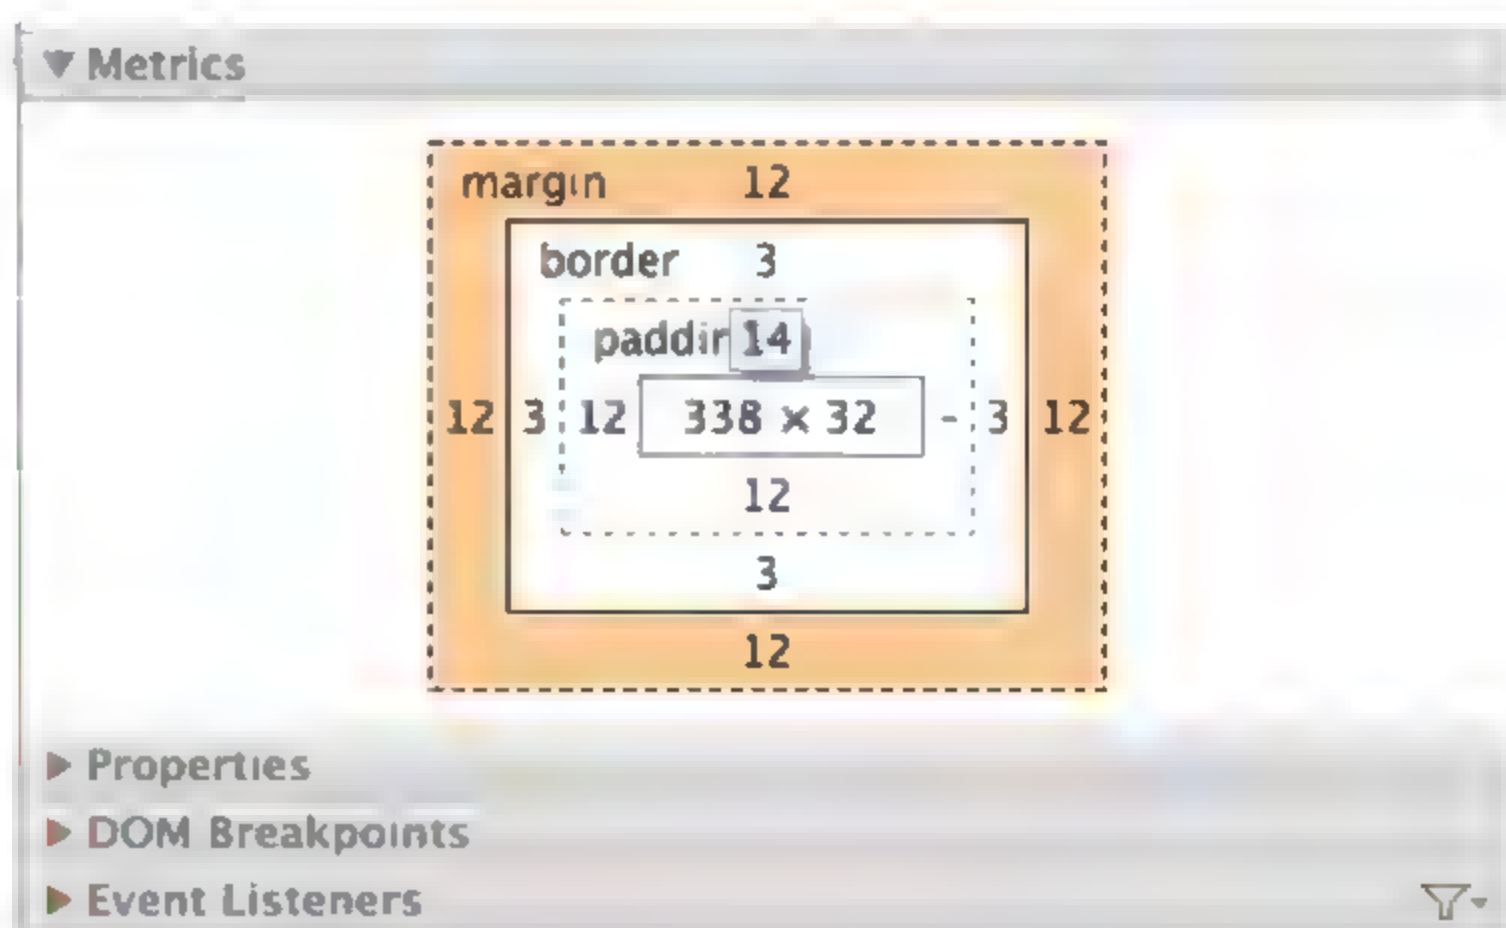 Metrics
margin 12
border 3
paddin 14
12 3 12 338 × 32 - 3 12
12
3
12
Properties
DOM Breakpoints
Event Listeners